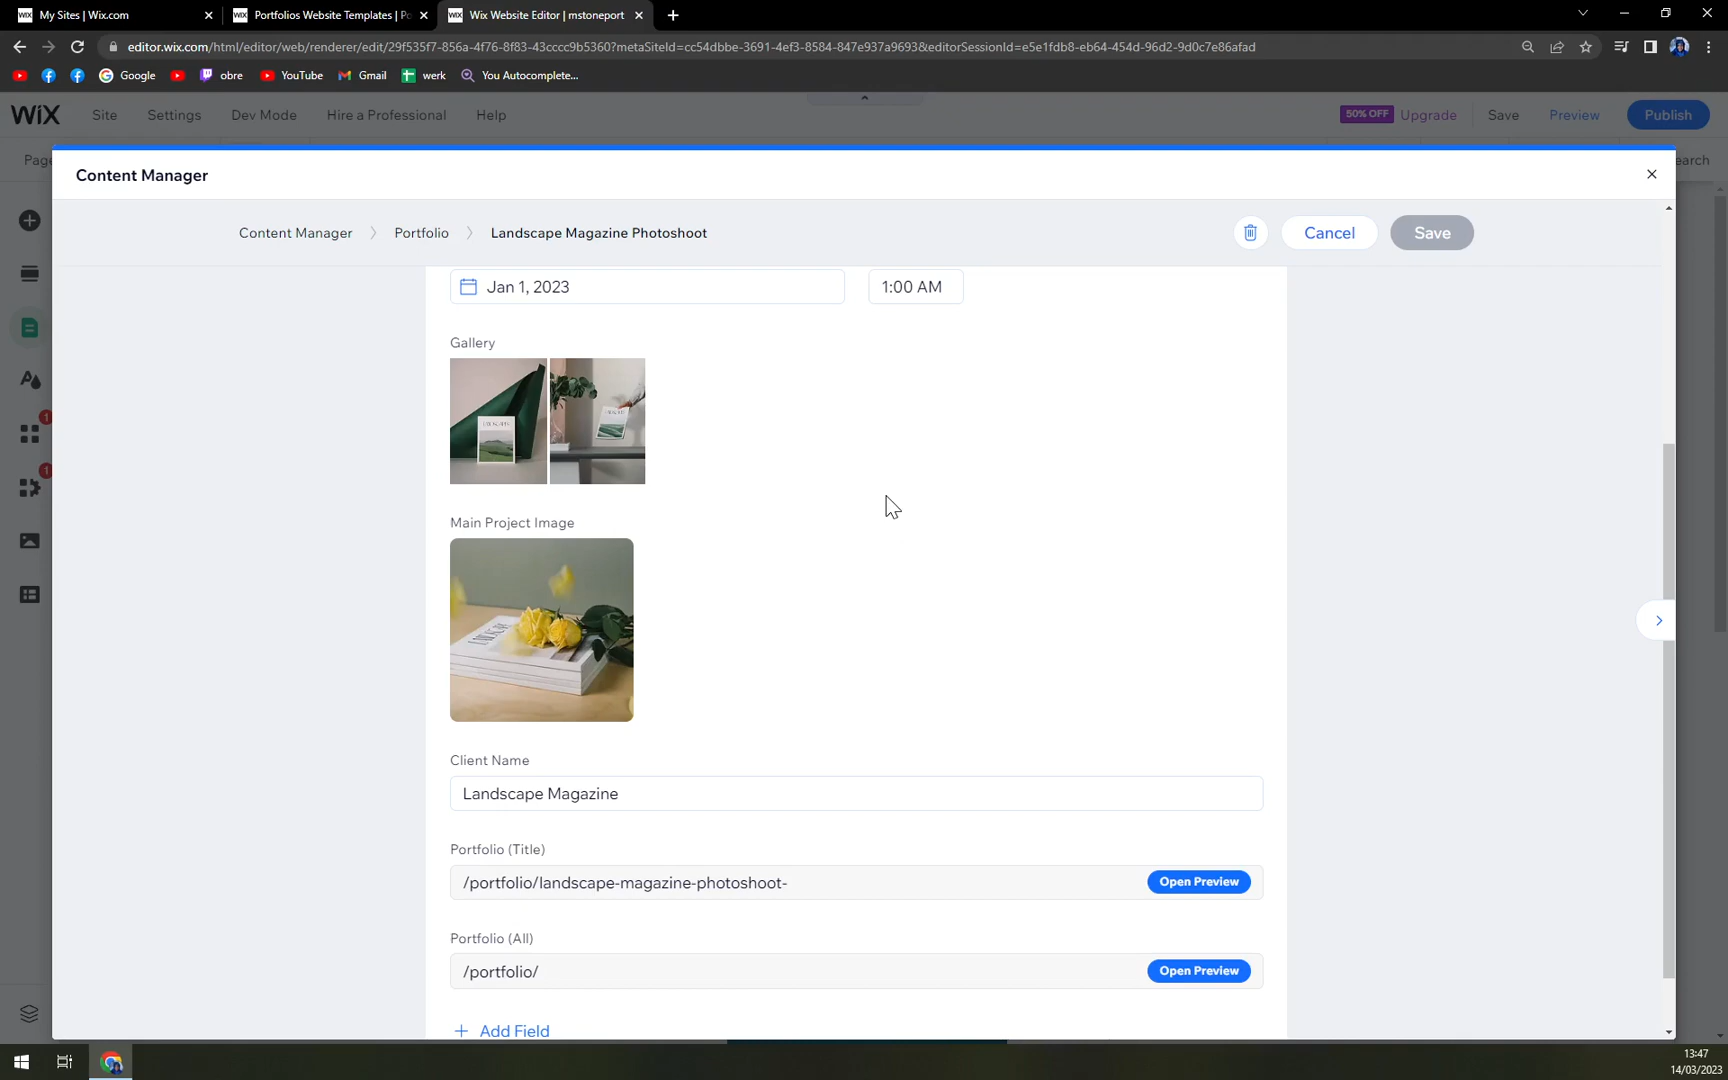 My Sites | Wix.com
Portfolios Website Templates | Po
Wix Website Editor | mstoneport
editor.wix.com/html/editor/web/renderer/edit/29f535f7-856a-4f76-8f83-43cccc9b5360?metaSiteId=cc54dbbe-3691-4ef3-8584-847e937a9693&editorSessionId=e5e1fdb8-eb64-454d-96d2-9d0c7e86afad
Google
obre
YouTube
Gmail
werk
You Autocomplete...
WiX
Site
Settings
Dev Mode
Hire a Professional
Help
50% OFF
Upgrade
Save
Preview
Publish
Page
earch
Content Manager
Content Manager
Portfolio
Landscape Magazine Photoshoot
Cancel
Save
Jan 1, 2023
1:00 AM
Gallery
1
1
Main Project Image
Client Name
Landscape Magazine
Portfolio (Title)
/portfolio/landscape-magazine-photoshoot-
Open Preview
Portfolio (All)
/portfolio/
Open Preview
Add Field
13:47
14/03/2023